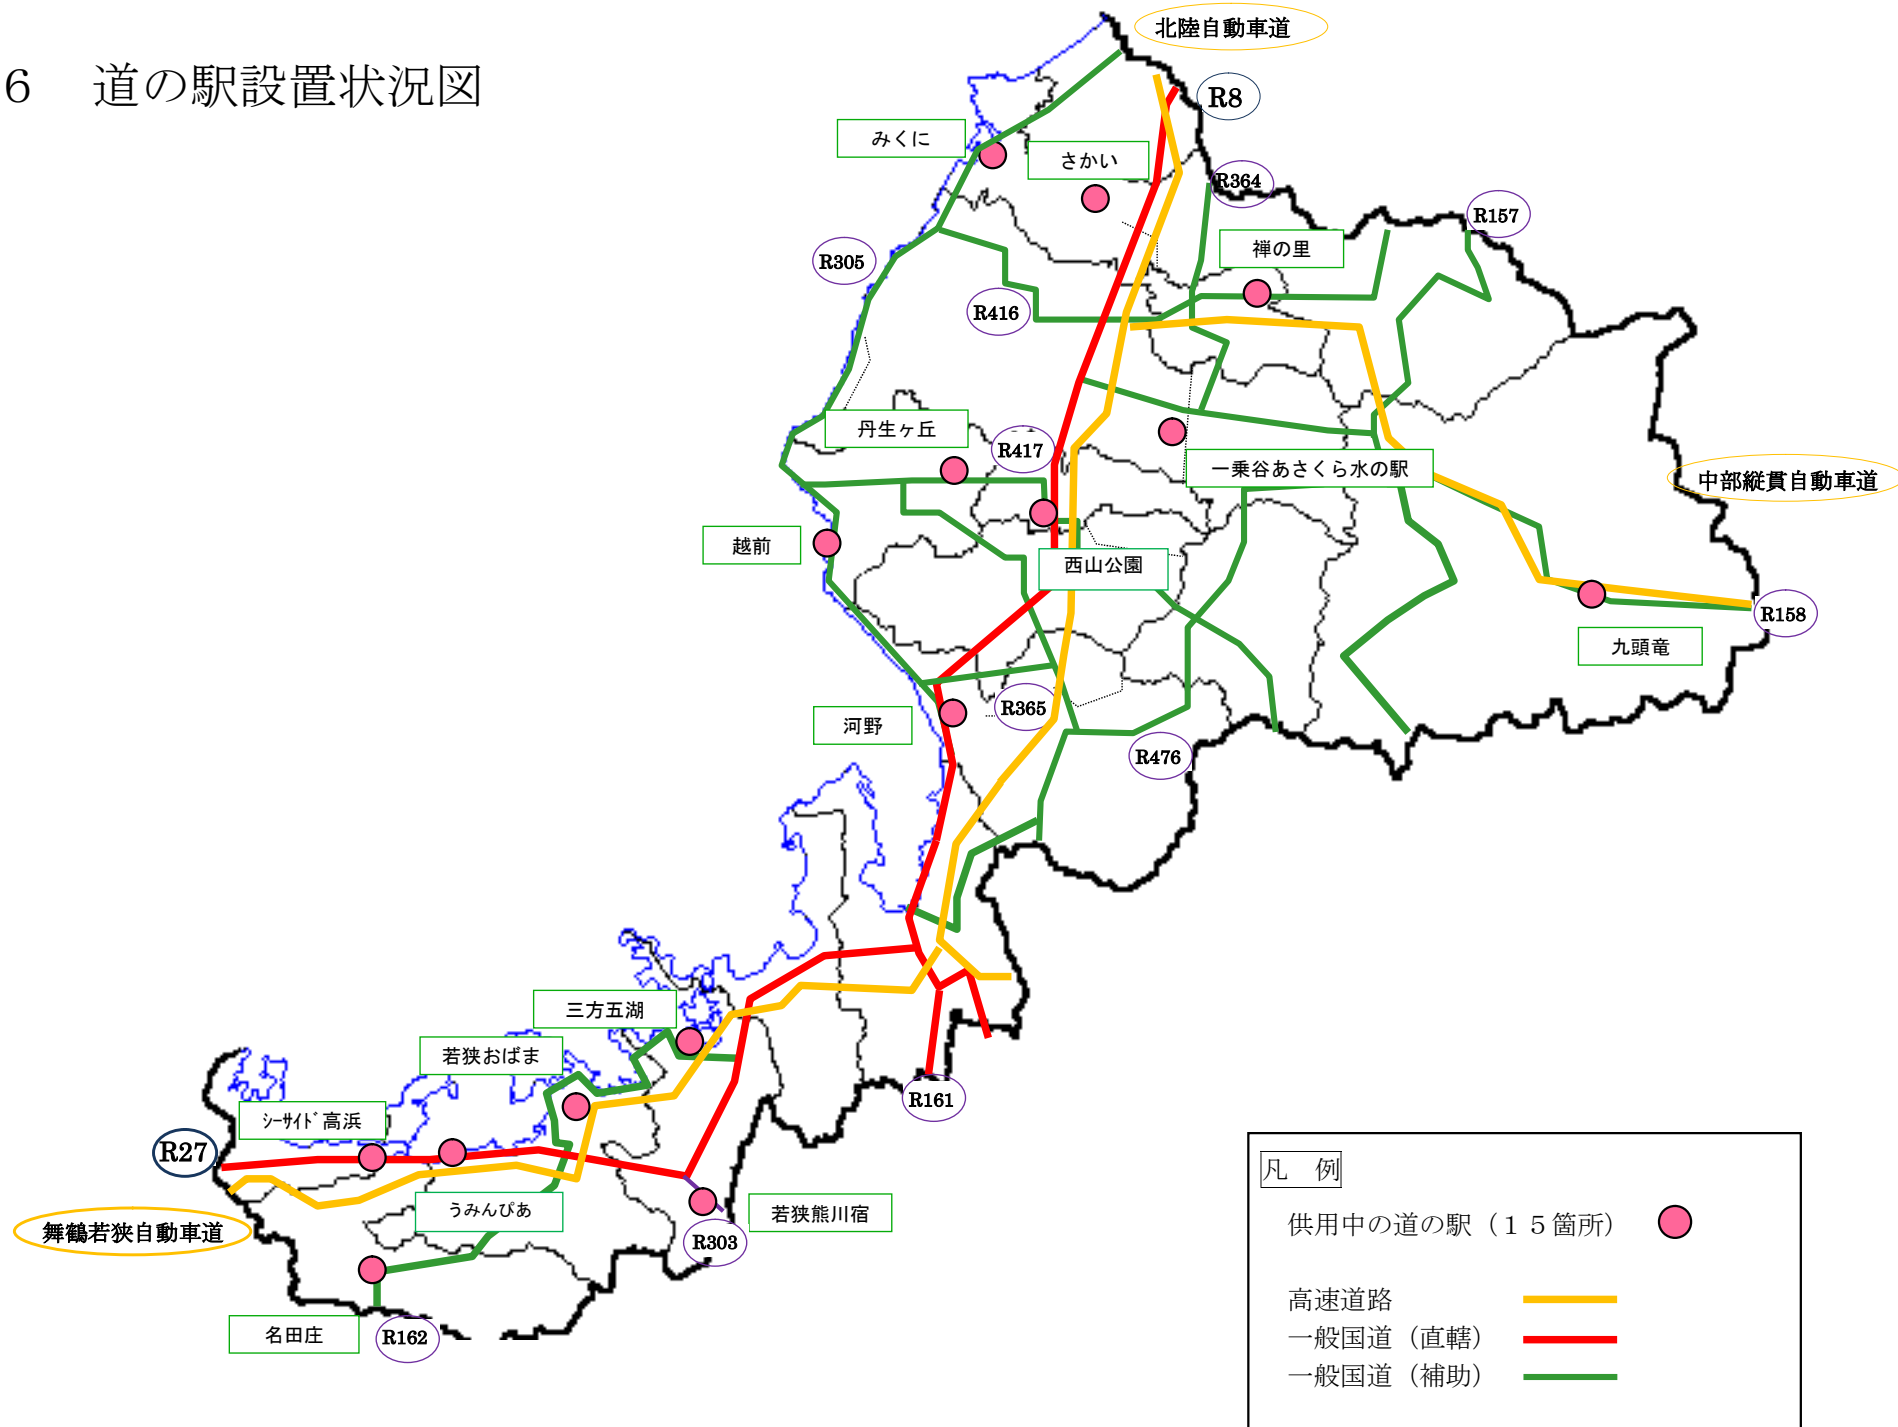 6 道の駅設置状況図
北陸自動車道
R8
みくに
さかい
R364
R157
禅の里
R305
R416
丹生ヶ丘
R417
一乗谷あさくら水の駅
中部縦貫自動車道
越前
西山公園
R158
九頭竜
河野
R365
R476
三方五湖
若狭おばま
シーサイド高浜
R161
R27
うみんぴあ
若狭熊川宿
舞鶴若狭自動車道
R303
名田庄
R162
凡 例
供用中の道の駅（１５箇所）
高速道路
一般国道（直轄）
一般国道（補助）